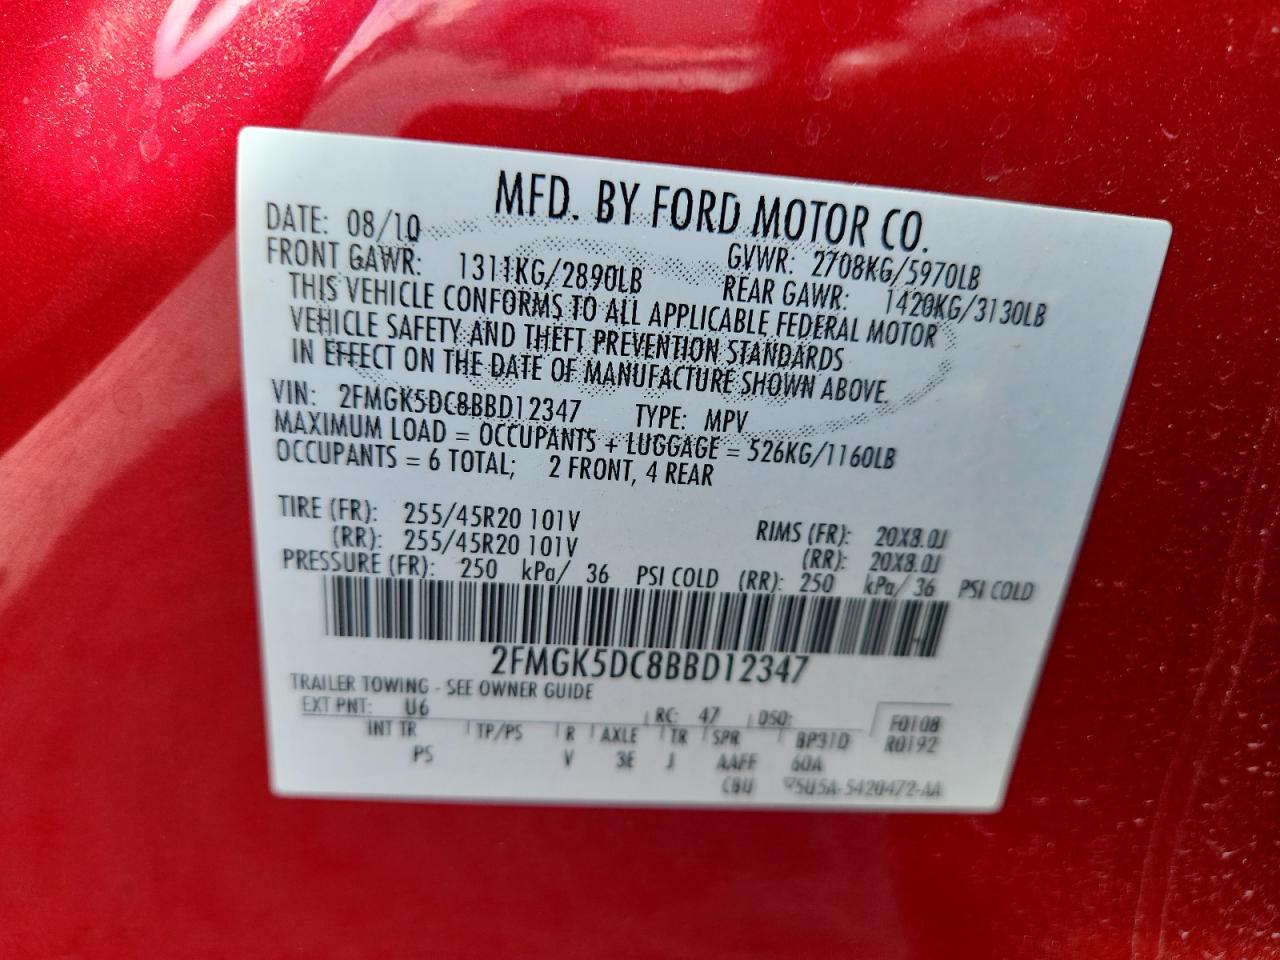 MFD. BY FORD MOTOR CO.
DATE: 08/10 GVWR: 2708KG/5970LB
FRONT GAWR: 1311KG/2890LB REAR GAWR: 1420KG/3130LB
THIS VEHICLE CONFORMS TO ALL APPLICABLE FEDERAL MOTOR
VEHICLE SAFETY AND THEFT PREVENTION STANDARDS
IN EFFECT ON THE DATE OF MANUFACTURE SHOWN ABOVE.
VIN: 2FMGK5DC8BBD12347 TYPE: MPV
MAXIMUM LOAD = OCCUPANTS + LUGGAGE = 526KG/1160LB
OCCUPANTS = 6 TOTAL; 2 FRONT, 4 REAR
TIRE (FR): 255/45R20 101V RIMS (FR): 20X8.0J
(RR): 255/45R20 101V (RR): 20X8.0J
PRESSURE (FR): 250 kPa/ 36 PSI COLD (RR): 250 kPa/ 36 PSI COLD
2FMGK5DC8BBD12347
TRAILER TOWING - SEE OWNER GUIDE
EXT PNT: U6 RC: 47 DSO: F0108
INT TR TP/PS R AXLE TR SPR BP31D R0192
PS V 3E J AAFF 60A
CBU 5U5A-5420472-AA